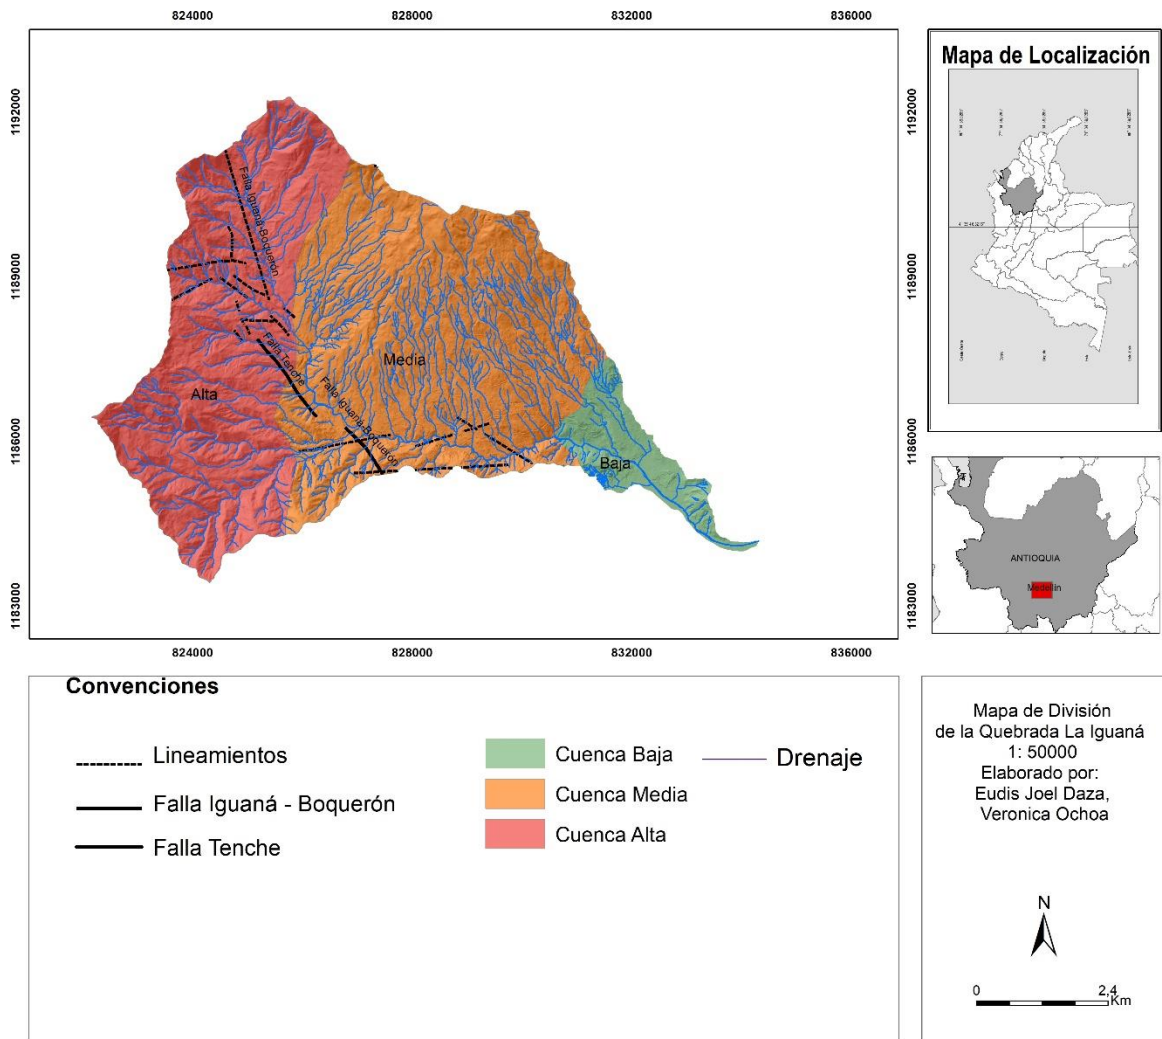 824000
828000
832000
836000
1192000
1189000
1186000
1183000
1192000
1189000
1186000
1183000
Falla Iguaná-Boquerón
Falla Tenche
Falla Iguaná-Boquerón
Alta
Media
Baja
824000
828000
832000
836000
Mapa de Localización
ANTIOQUIA
Medellín
Convenciones
Lineamientos
Falla Iguaná - Boquerón
Falla Tenche
Cuenca Baja
Cuenca Media
Cuenca Alta
Drenaje
Mapa de División
de la Quebrada La Iguaná
1: 50000
Elaborado por:
Eudis Joel Daza,
Veronica Ochoa
N
0 2,4
Km